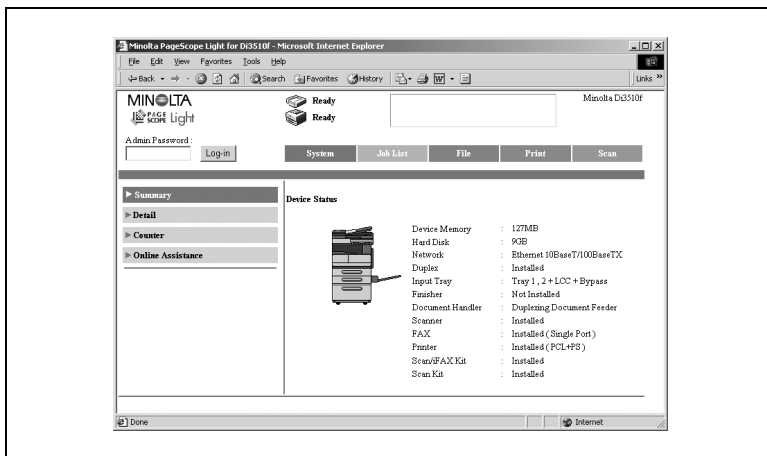 Minolta PageScope Light for Di3510f - Microsoft Internet Explorer
File Edit View Favorites Tools Help
Back Search Favorites History Links »
MINOLTA
PAGE SCOPE Light
Ready
Ready
Minolta Di3510f
Admin Password :
Log-in
System Job List File Print Scan
Summary
Detail
Counter
Online Assistance
Device Status
Device Memory : 127MB
Hard Disk : 9GB
Network : Ethernet 10BaseT/100BaseTX
Duplex : Installed
Input Tray : Tray 1 , 2 + LCC + Bypass
Finisher : Not Installed
Document Handler : Duplexing Document Feeder
Scanner : Installed
FAX : Installed ( Single Port )
Printer : Installed ( PCL+PS )
Scan/iFAX Kit : Installed
Scan Kit : Installed
Done Internet